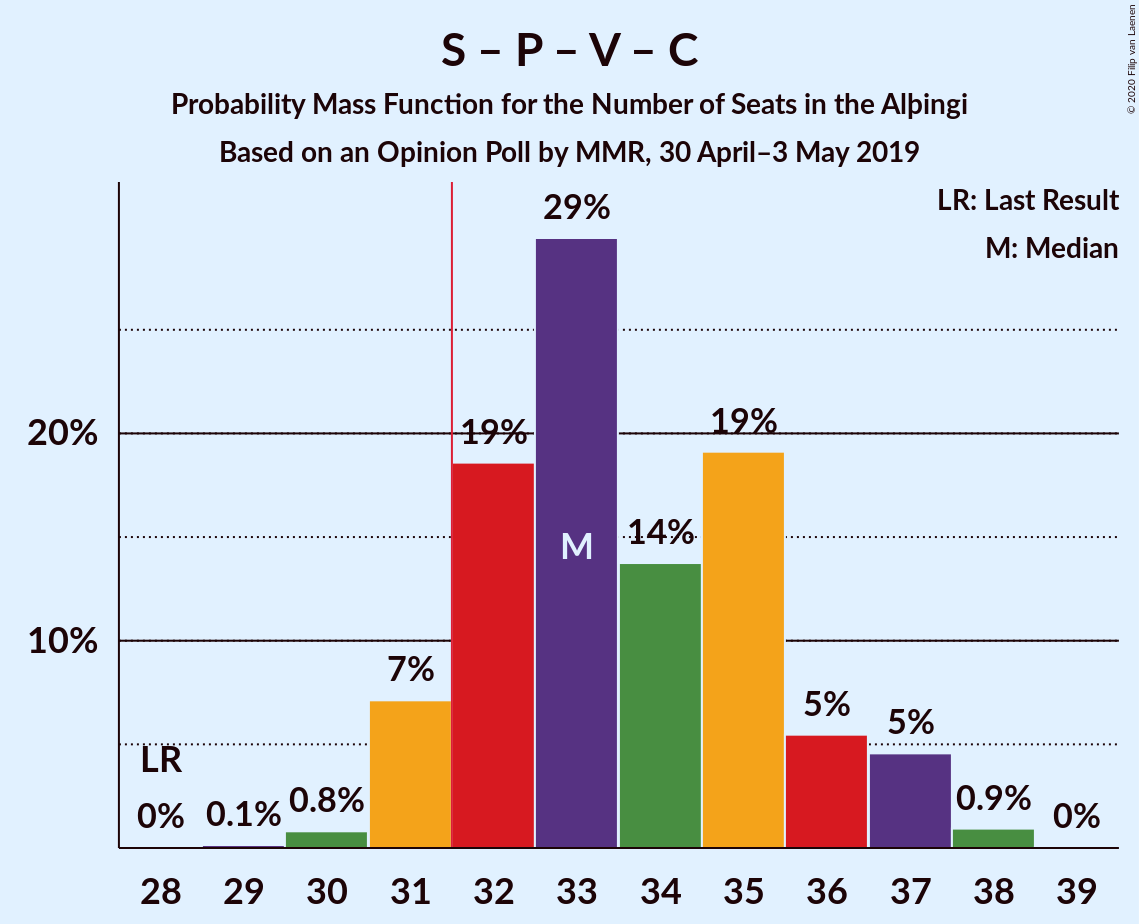 S – P – V – C
Probability Mass Function for the Number of Seats in the Alþingi
Based on an Opinion Poll by MMR, 30 April–3 May 2019
© 2020 Filip van Laenen
LR: Last Result
M: Median
29%
20%
19%
19%
M
14%
10%
7%
5%
5%
LR
0%
0.1%
0.8%
0.9%
0%
28 29 30 31 32 33 34 35 36 37 38 39